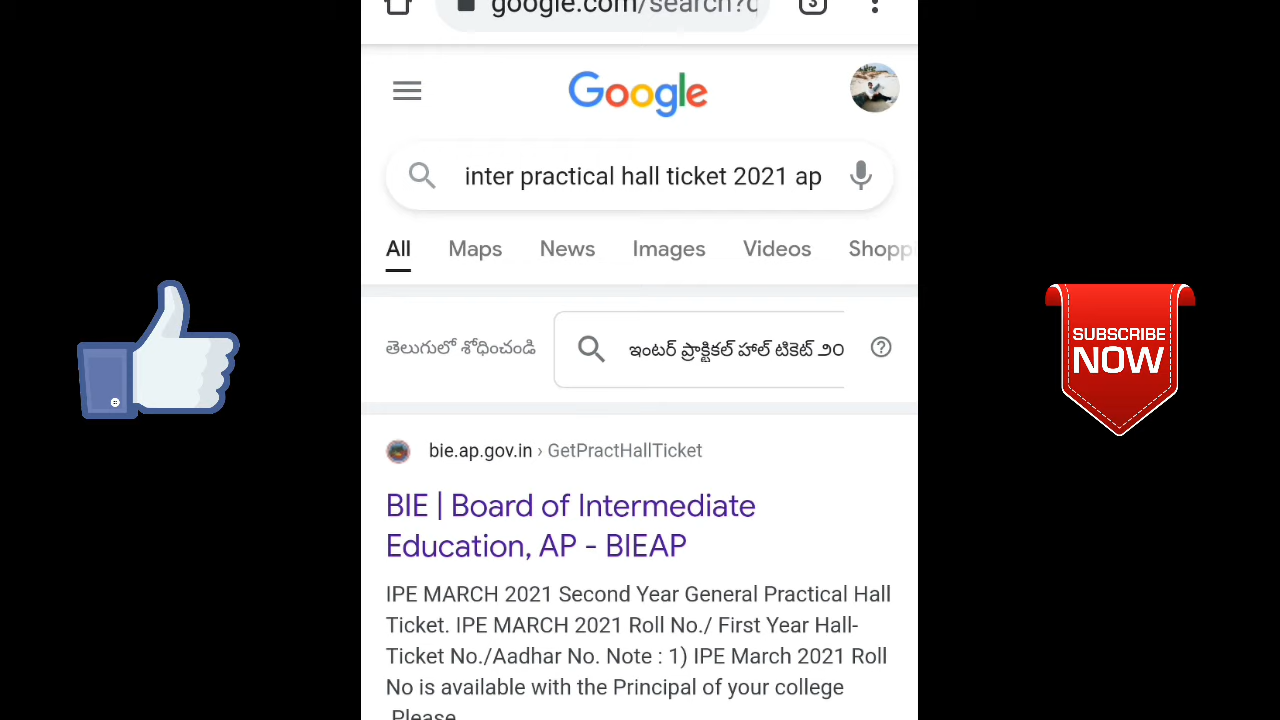 google.com/search?
3
Google
inter practical hall ticket 2021 ap
All Maps News Images Videos Shopp
తెలుగులో శోధించండి
ఇంటర్ ప్రాక్టికల్ హాల్ టికెట్ ౨౦
SUBSCRIBE
NOW
bie.ap.gov.in › GetPractHallTicket
BIE | Board of Intermediate
Education, AP - BIEAP
IPE MARCH 2021 Second Year General Practical Hall
Ticket. IPE MARCH 2021 Roll No./ First Year Hall-
Ticket No./Aadhar No. Note : 1) IPE March 2021 Roll
No is available with the Principal of your college
.Please